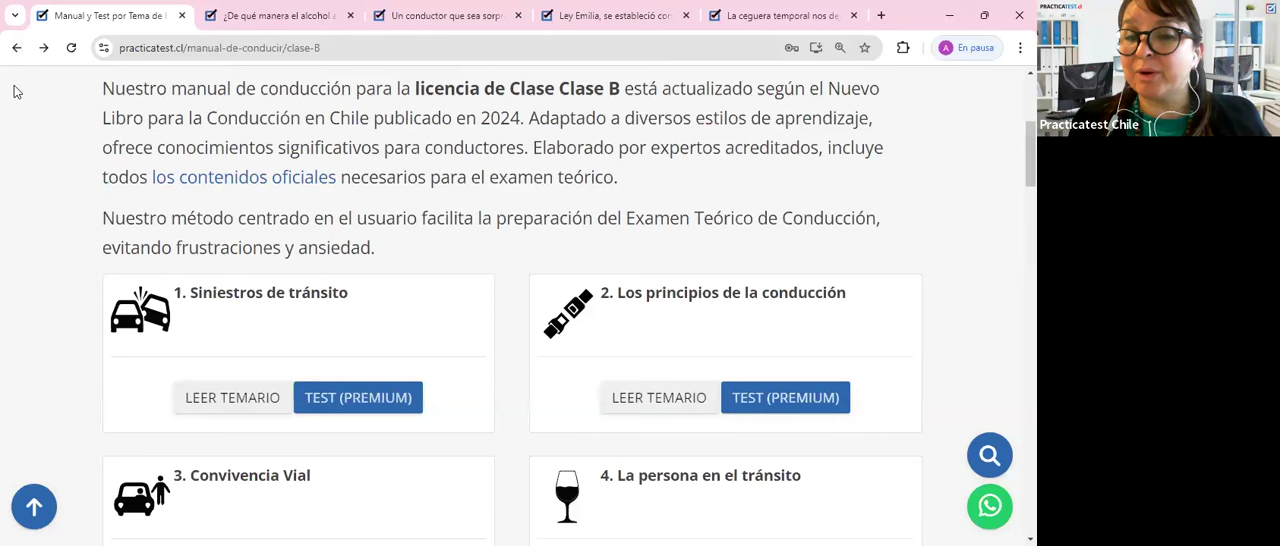 Manual y Test por Tema de l
¿De qué manera el alcohol a
Un conductor que sea sorpr
Ley Emilia, se estableció con
La ceguera temporal nos de
practicatest.cl/manual-de-conducir/clase-B
A
En pausa
PRACTICATEST.cl
Practicatest Chile
Nuestro manual de conducción para la licencia de Clase Clase B está actualizado según el Nuevo
Libro para la Conducción en Chile publicado en 2024. Adaptado a diversos estilos de aprendizaje,
ofrece conocimientos significativos para conductores. Elaborado por expertos acreditados, incluye
todos los contenidos oficiales necesarios para el examen teórico.
Nuestro método centrado en el usuario facilita la preparación del Examen Teórico de Conducción,
evitando frustraciones y ansiedad.
1. Siniestros de tránsito
LEER TEMARIO
TEST (PREMIUM)
2. Los principios de la conducción
LEER TEMARIO
TEST (PREMIUM)
3. Convivencia Vial
4. La persona en el tránsito